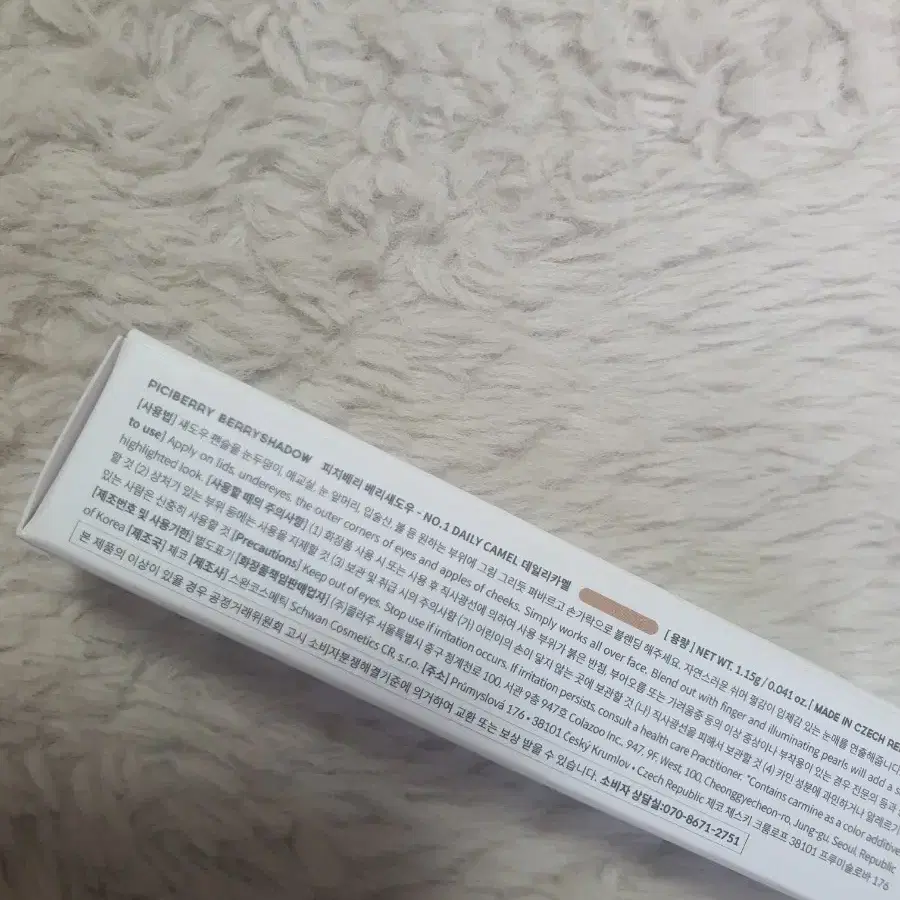 PICIBERRY BERRYSHADOW 피치베리 베리섀도우 - NO.1 DAILY CAMEL 데일리카멜 [용량] NET WT. 1.15g / 0.041 oz. / MADE IN CZECH RE
[사용법] 섀도우 펜슬을 눈두덩이, 애교살, 눈 앞머리, 입술산, 볼 등 원하는 부위에 그림 그리듯 펴바르고 손가락으로 블렌딩 해주세요. 자연스러운 쉬머 펄감이 입체감 있는 눈매를 연출해줍니다
to use] Apply on lids, undereyes, the outer corners of eyes and apples of cheeks. Simply works all over face. Blend out with finger and illuminating pearls will add a s
highlighted look. [사용할 때의 주의사항] (1) 화장품 사용 시 또는 사용 후 직사광선에 의하여 사용 부위가 붉은 반점, 부어오름 또는 가려움증 등의 이상 증상이나 부작용이 있는 경우 전문의 등과
할 것 (2) 상처가 있는 부위 등에는 사용을 자제할 것 (3) 보관 및 취급 시의 주의사항 (가) 어린이의 손이 닿지 않는 곳에 보관할 것 (나) 직사광선을 피해서 보관할 것 (4) 카민 성분에 과민하거나 알레르기
있는 사람은 신중히 사용할 것 [Precautions] Keep out of eyes. Stop use if irritation occurs. If irritation persists, consult a health care Practitioner. *Contains carmine as a color additive
[제조번호 및 사용기한] 별도표기 [화장품책임판매업자] (주)콜라주 서울특별시 중구 청계천로 100, 서관 9층 947호 Colazoo Inc., 947, 9F, West, 100, Cheonggyecheon-ro, Jung-gu, Seoul, Republic
of Korea [제조국] 체코 [제조사] 스완코스메틱 Schwan Cosmetics CR, s.r.o. [주소] Průmyslová 176 • 38101 Český Krumlov • Czech Republic 체코 체스키 크룸로프 38101 프루미슬로바 176
본 제품의 이상이 있을 경우 공정거래위원회 고시 소비자분쟁해결기준에 의거하여 교환 또는 보상 받을 수 있습니다. 소비자 상담실:070-8671-2751